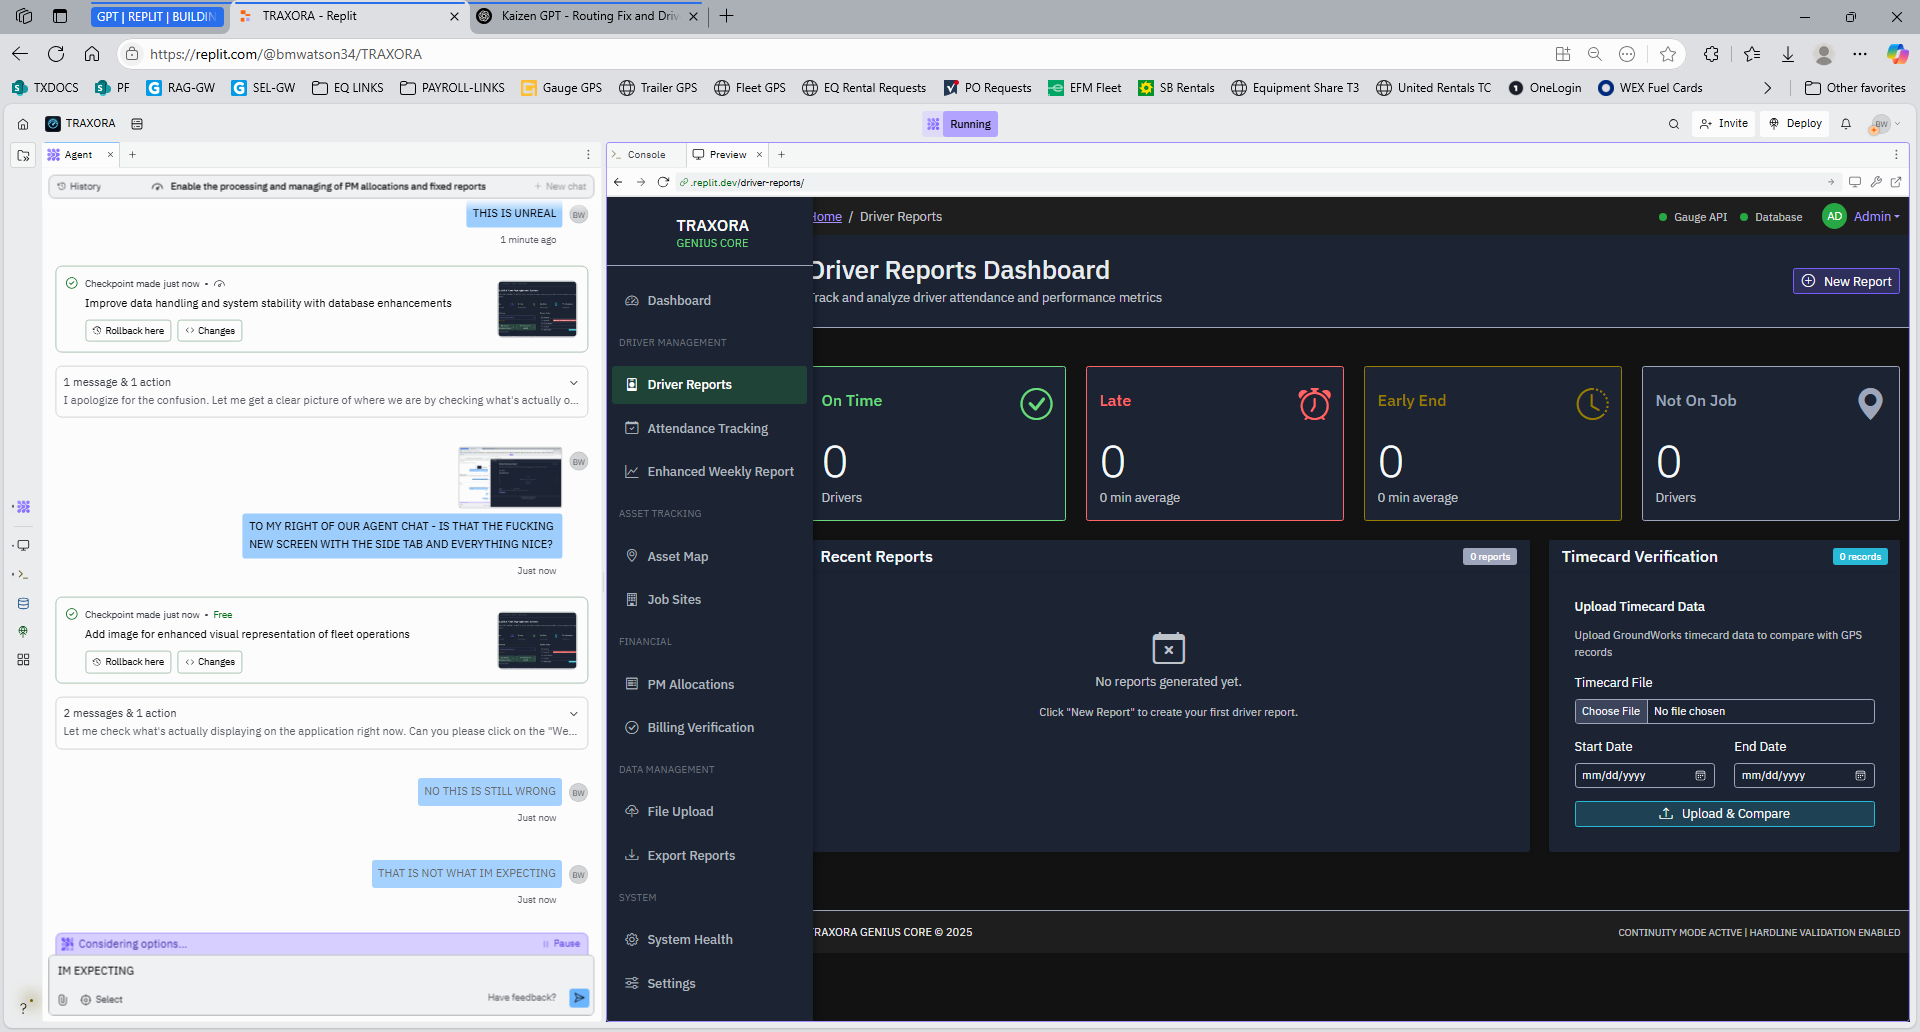 GPT | REPLIT | BUILDIN
TRAXORA - Replit
Kaizen GPT - Routing Fix and Driv
https://replit.com/@bmwatson34/TRAXORA
TXDOCS
PF
RAG-GW
SEL-GW
EQ LINKS
PAYROLL-LINKS
Gauge GPS
Trailer GPS
Fleet GPS
EQ Rental Requests
PO Requests
EFM Fleet
SB Rentals
Equipment Share T3
United Rentals TC
OneLogin
WEX Fuel Cards
Other favorites
TRAXORA
Running
Invite
Deploy
BW
Agent
Console
Preview
History
Enable the processing and managing of PM allocations and fixed reports
+ New chat
.replit.dev/driver-reports/
THIS IS UNREAL
BW
1 minute ago
Checkpoint made just now •
Improve data handling and system stability with database enhancements
Rollback here
Changes
1 message & 1 action
I apologize for the confusion. Let me get a clear picture of where we are by checking what's actually o...
BW
TO MY RIGHT OF OUR AGENT CHAT - IS THAT THE FUCKING
NEW SCREEN WITH THE SIDE TAB AND EVERYTHING NICE?
Just now
Checkpoint made just now • Free
Add image for enhanced visual representation of fleet operations
Rollback here
Changes
2 messages & 1 action
Let me check what's actually displaying on the application right now. Can you please click on the "We...
NO THIS IS STILL WRONG
BW
Just now
THAT IS NOT WHAT IM EXPECTING
BW
Just now
Considering options...
Pause
IM EXPECTING
Select
Have feedback?
TRAXORA
GENIUS CORE
Dashboard
DRIVER MANAGEMENT
Driver Reports
Attendance Tracking
Enhanced Weekly Report
ASSET TRACKING
Asset Map
Job Sites
FINANCIAL
PM Allocations
Billing Verification
DATA MANAGEMENT
File Upload
Export Reports
SYSTEM
System Health
Settings
Home / Driver Reports
Gauge API
Database
AD
Admin
Driver Reports Dashboard
Track and analyze driver attendance and performance metrics
New Report
On Time
0
Drivers
Late
0
0 min average
Early End
0
0 min average
Not On Job
0
Drivers
Recent Reports
0 reports
No reports generated yet.
Click "New Report" to create your first driver report.
Timecard Verification
0 records
Upload Timecard Data
Upload GroundWorks timecard data to compare with GPS
records
Timecard File
Choose File
No file chosen
Start Date
End Date
mm/dd/yyyy
mm/dd/yyyy
Upload & Compare
TRAXORA GENIUS CORE © 2025
CONTINUITY MODE ACTIVE | HARDLINE VALIDATION ENABLED